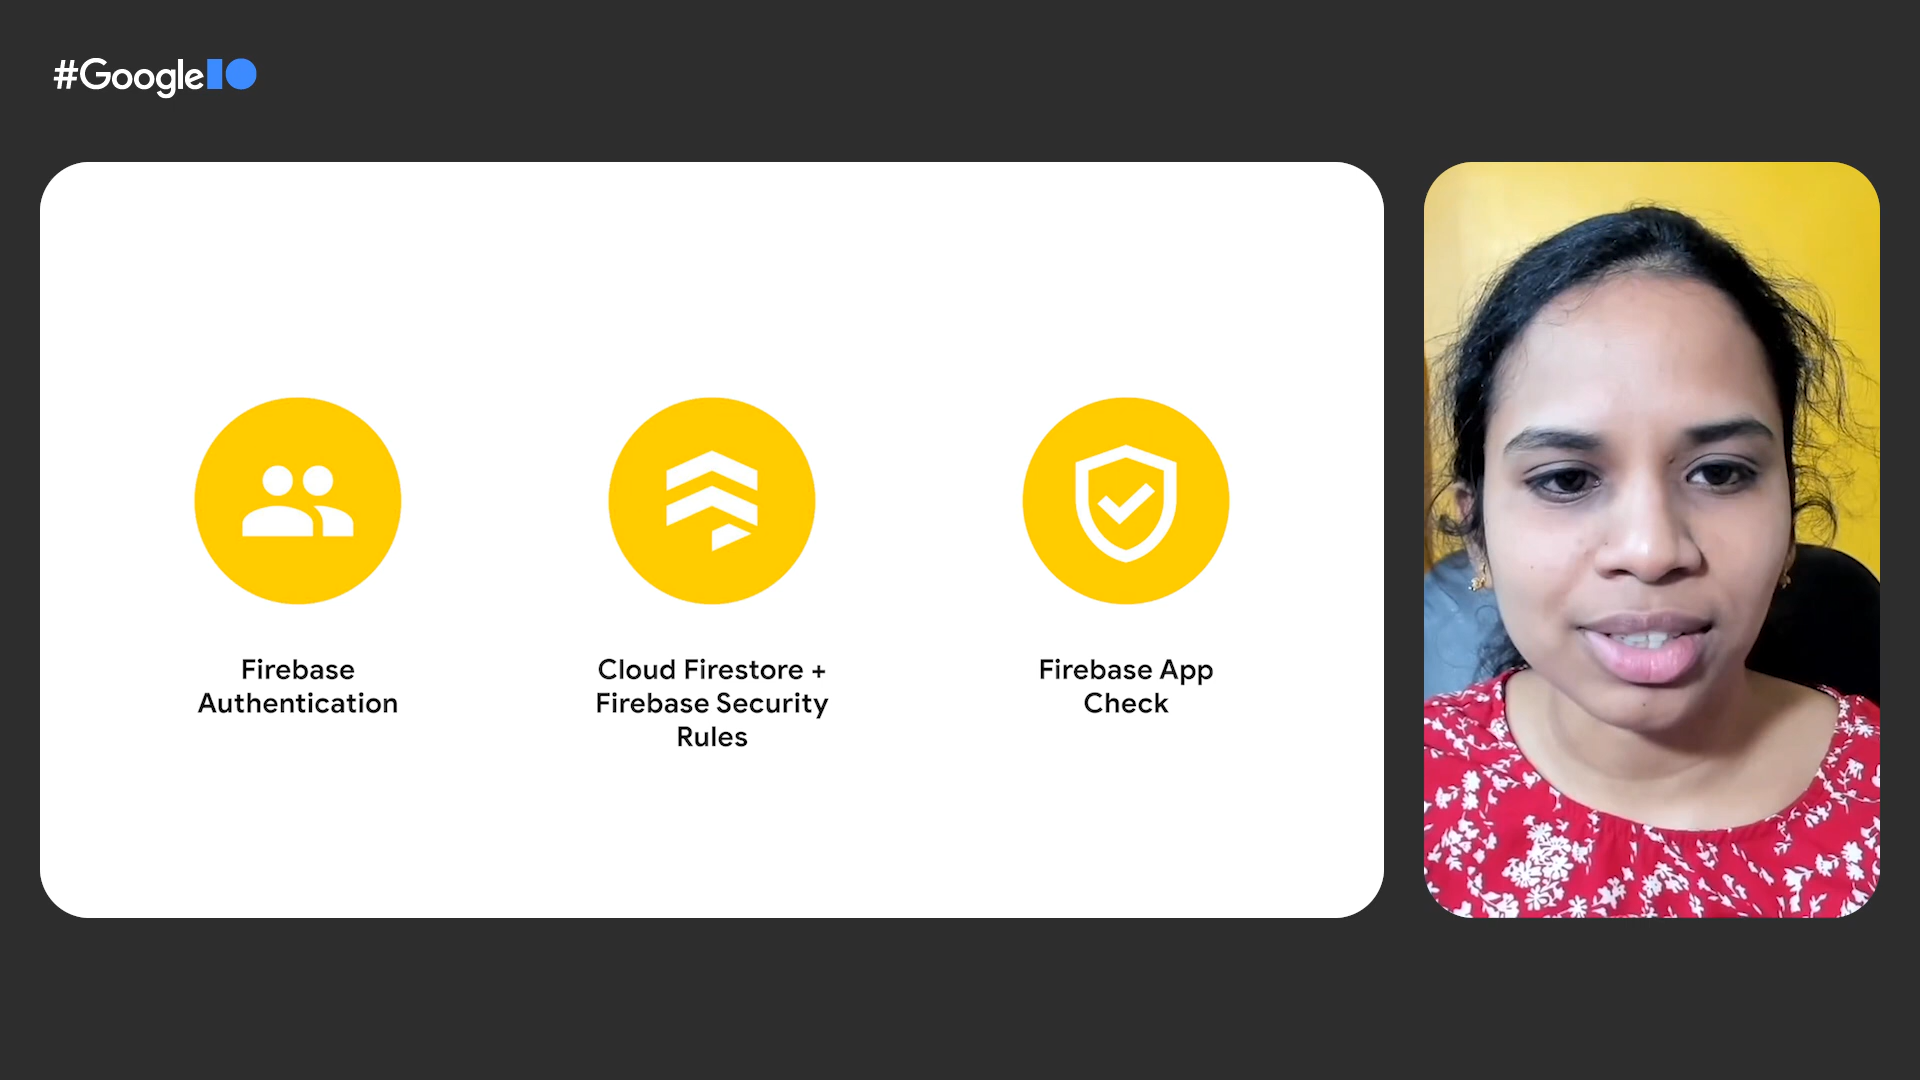 #GoogleIO
Firebase
Authentication
Cloud Firestore +
Firebase Security
Rules
Firebase App
Check